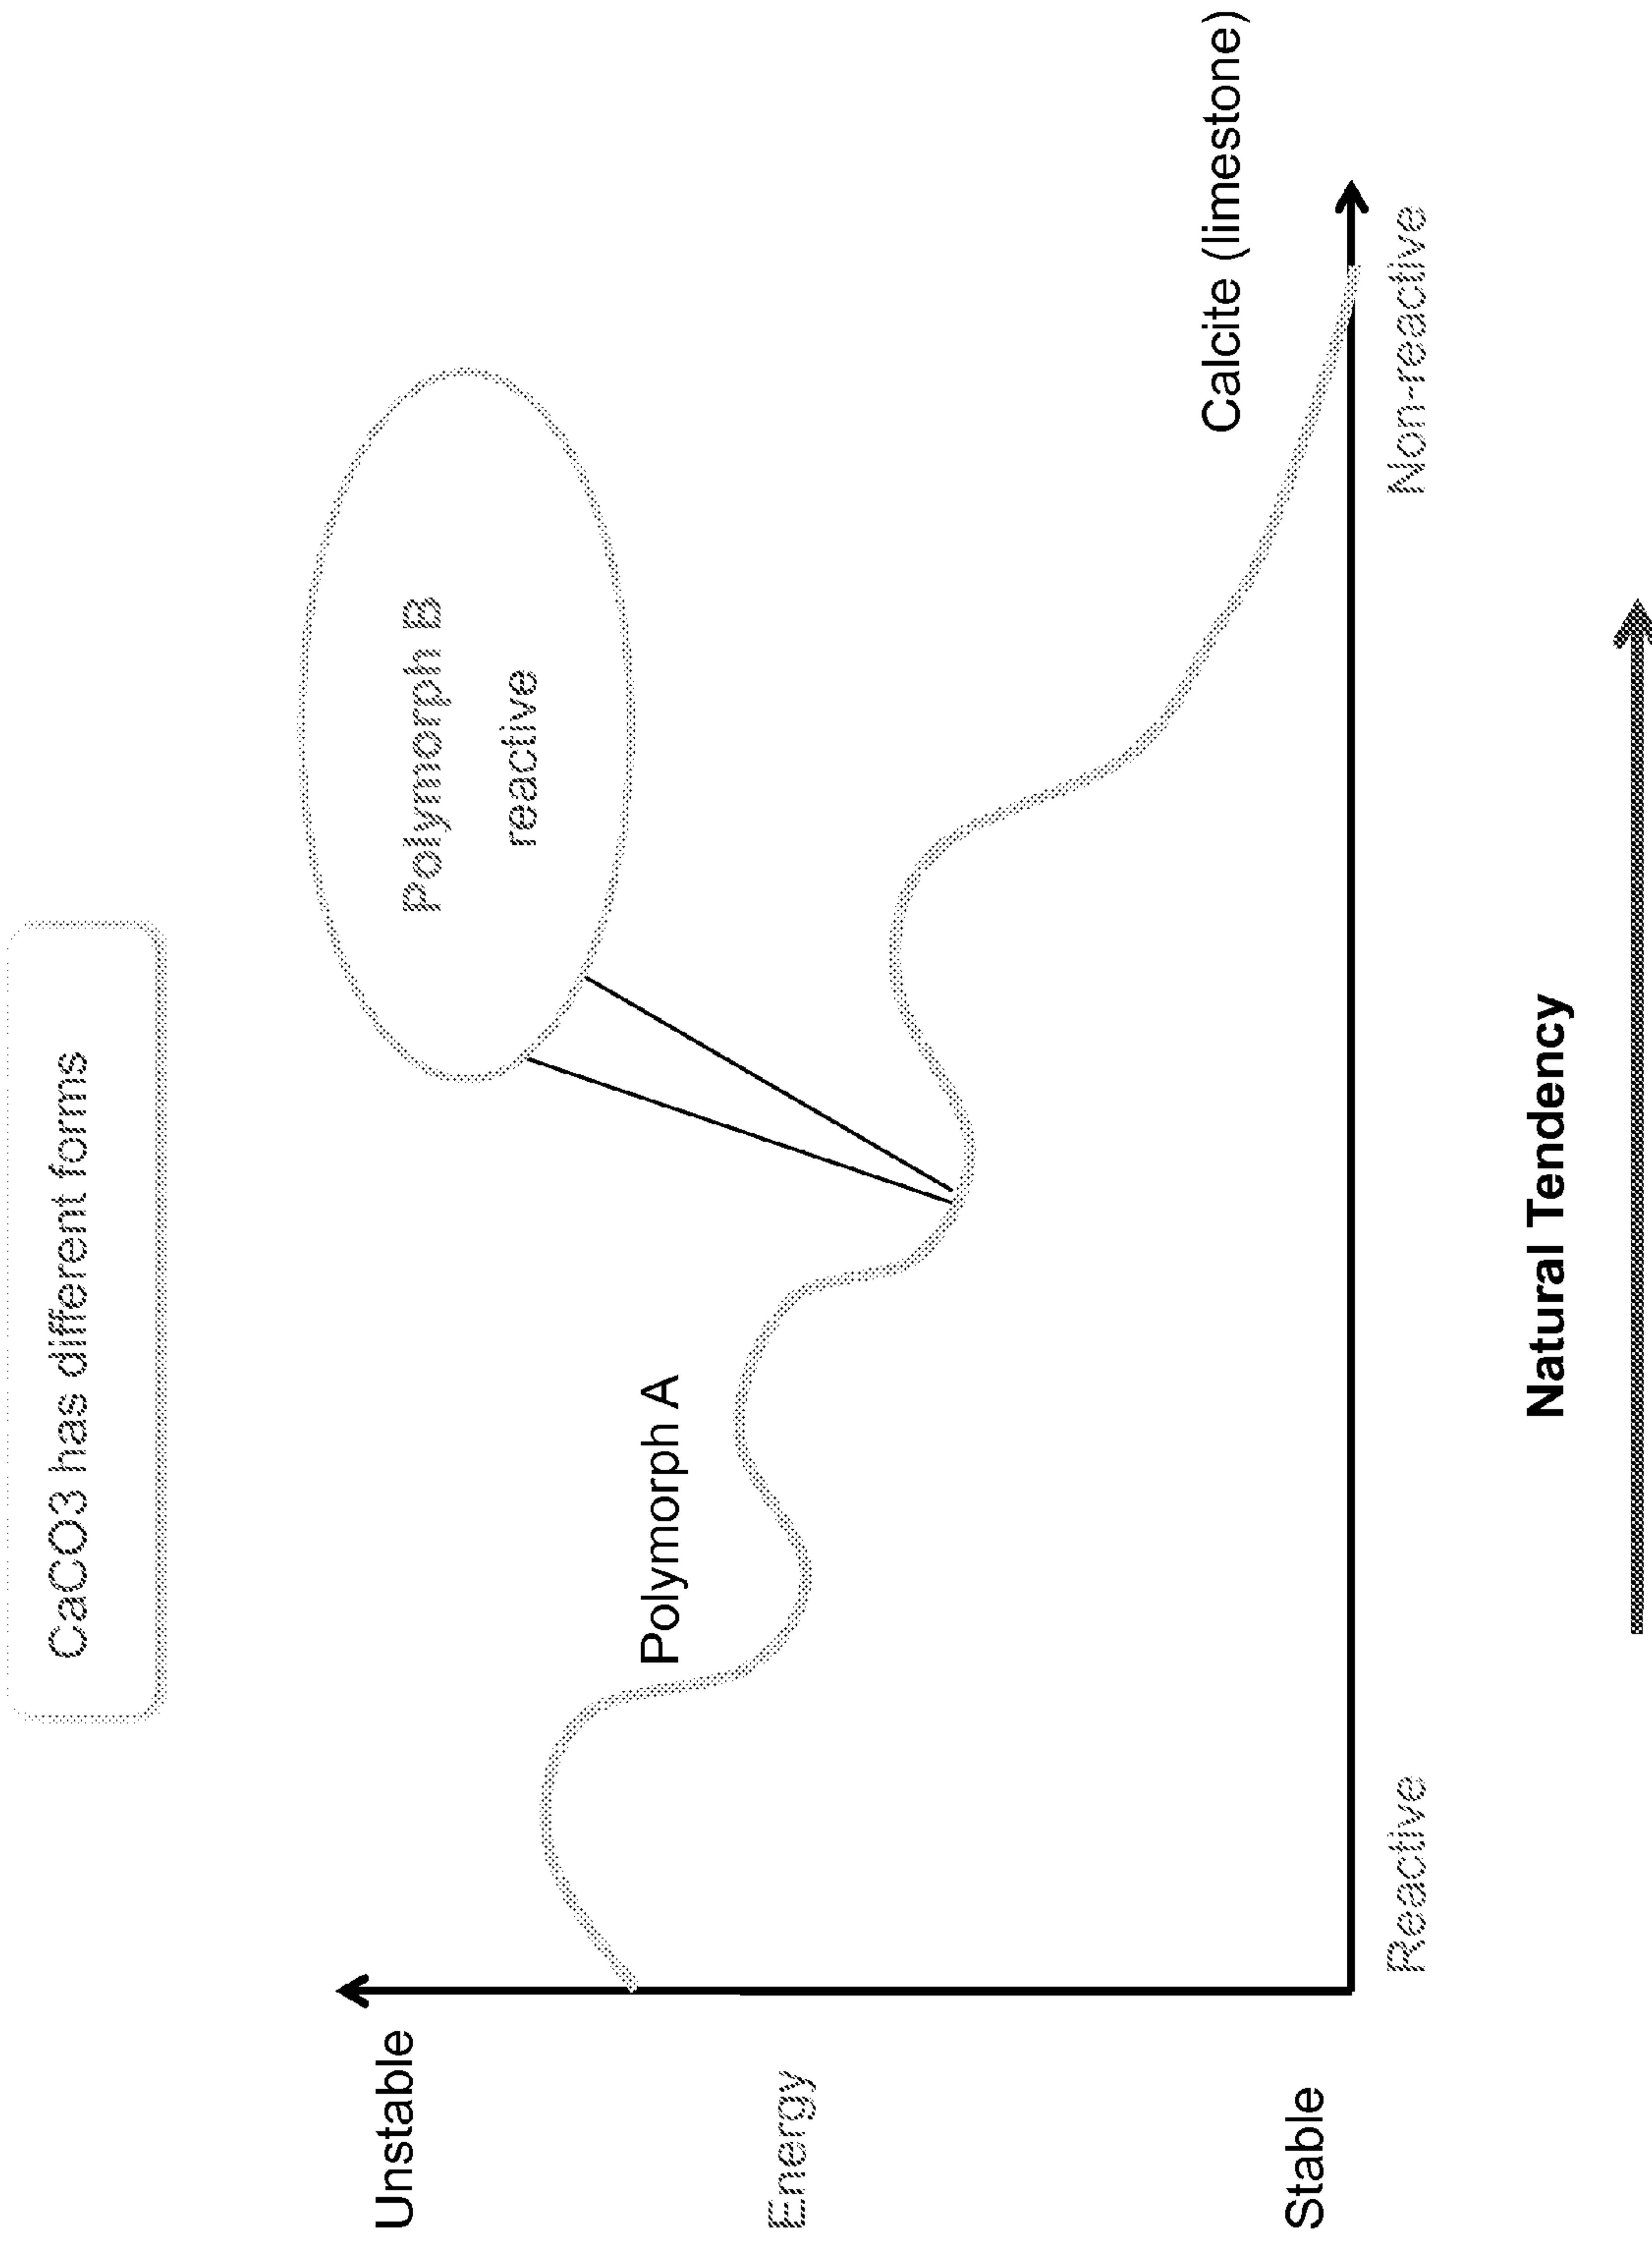 CaCO3 has different forms
Unstable
Polymorph B
reactive
Polymorph A
Energy
Calcite (limestone)
Stable
Reactive
Non-reactive
Natural Tendency